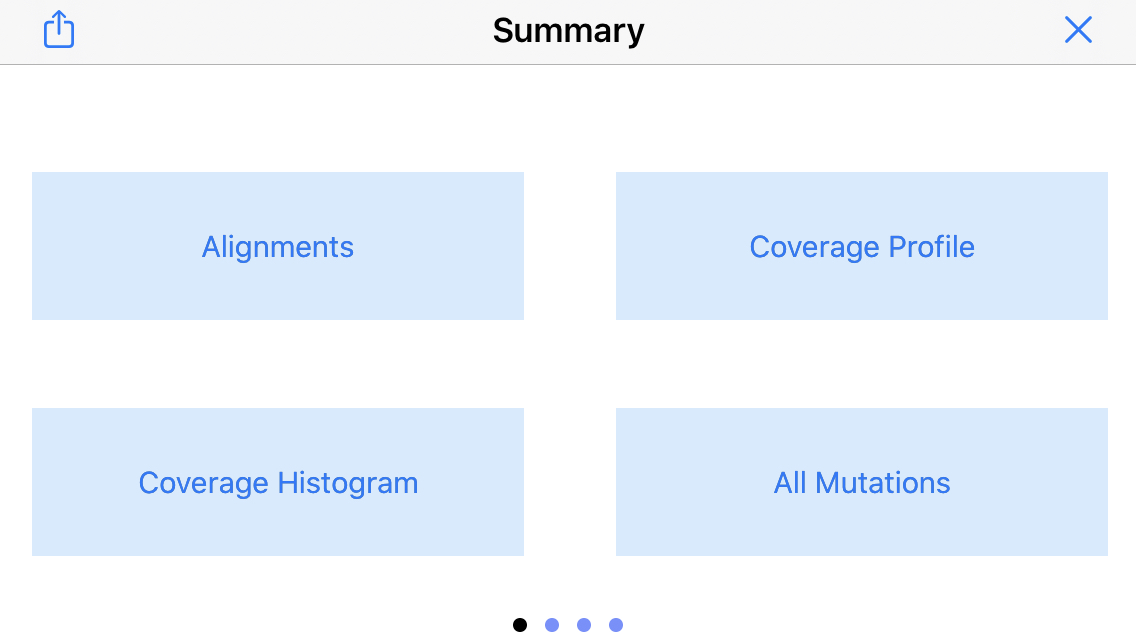 Summary
Alignments
Coverage Profile
Coverage Histogram
All Mutations